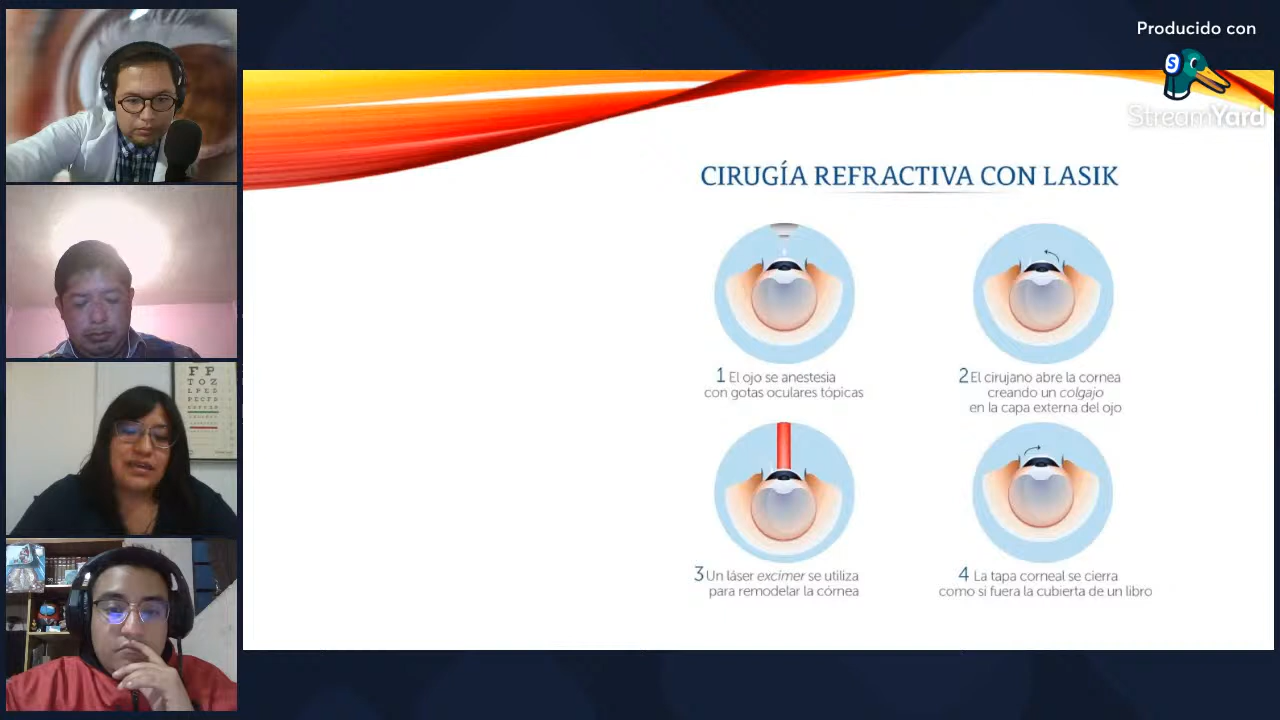 Producido con
StreamYard
CIRUGÍA REFRACTIVA CON LASIK
1 El ojo se anestesia
con gotas oculares tópicas
2 El cirujano abre la cornea
creando un colgajo
en la capa externa del ojo
3 Un láser excimer se utiliza
para remodelar la córnea
4 La tapa corneal se cierra
como si fuera la cubierta de un libro
F P
T O Z
L P E D
P E C F D